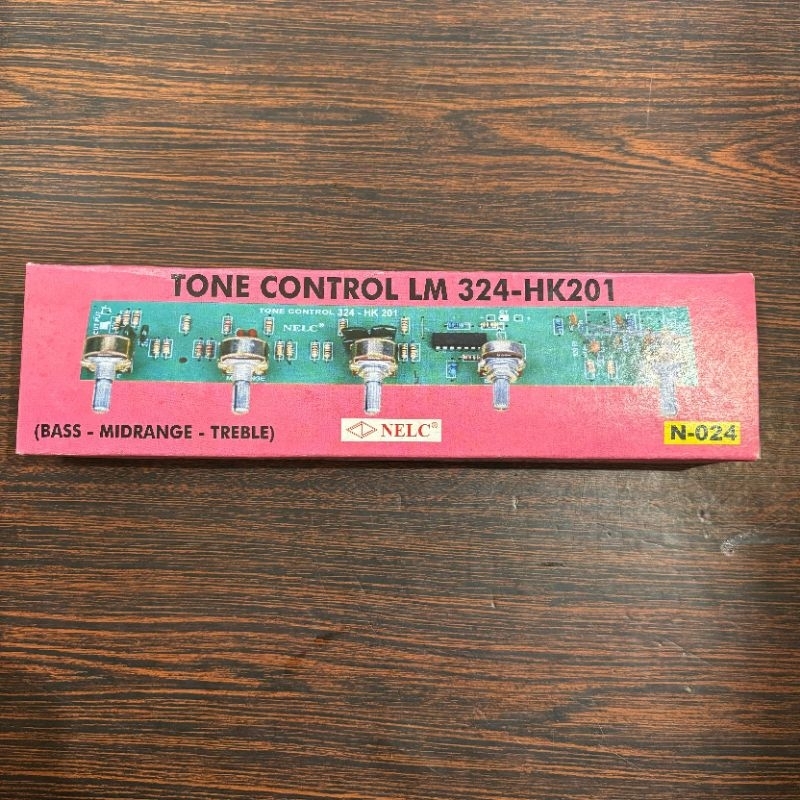 TONE CONTROL LM 324-HK201
TONE CONTROL 324 - HK 201
NELC®
(BASS - MIDRANGE - TREBLE)
NELC®
N-024